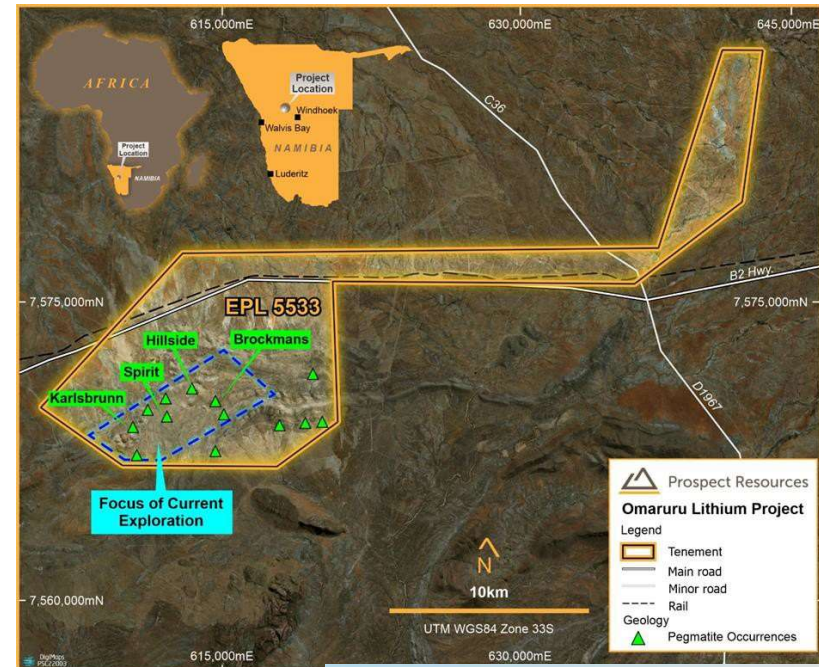 615,000mE
630,000mE
645,000mE
AFRICA
Project
Location
NAMIBIA
Project
Location
Windhoek
Walvis Bay
NAMIBIA
Luderitz
C36
B2 Hwy.
7,575,000mN
7,575,000mN
EPL 5533
Hillside
Brockmans
Spirit
Karlsbrunn
D1967
Focus of Current
Exploration
Prospect Resources
Omaruru Lithium Project
Legend
Tenement
Main road
Minor road
Rail
Geology
Pegmatite Occurrences
N
10km
UTM WGS84 Zone 33S
7,560,000mN
DigiMaps
PSC22003
615,000mE
630,000mE